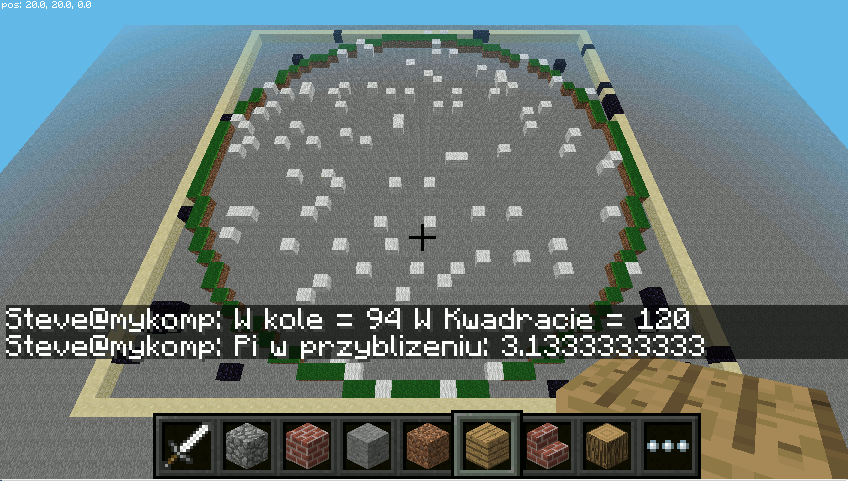 pos: 20.0, 20.0, 0.0
Steve@mykomp: W kole = 94 W Kwadracie = 120
Steve@mykomp: Pi w przyblizeniu: 3.1333333333